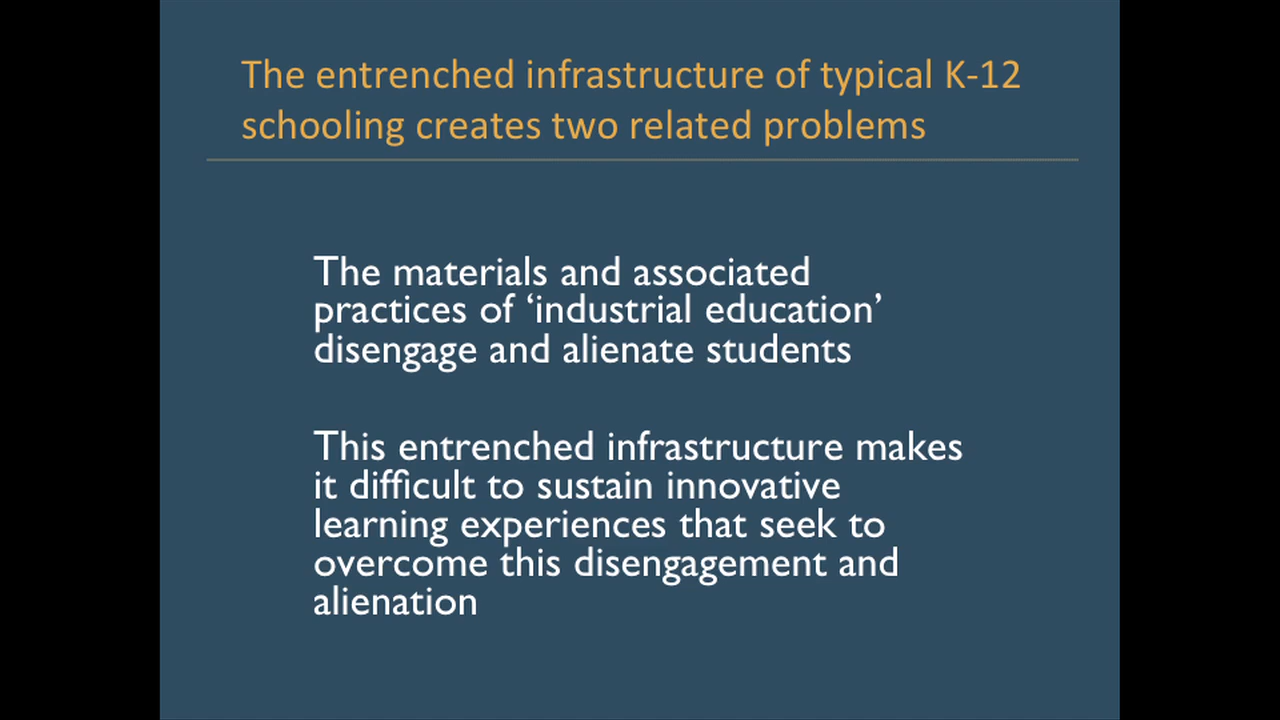 The entrenched infrastructure of typical K-12
schooling creates two related problems
The materials and associated
practices of ‘industrial education’
disengage and alienate students
This entrenched infrastructure makes
it difficult to sustain innovative
learning experiences that seek to
overcome this disengagement and
alienation